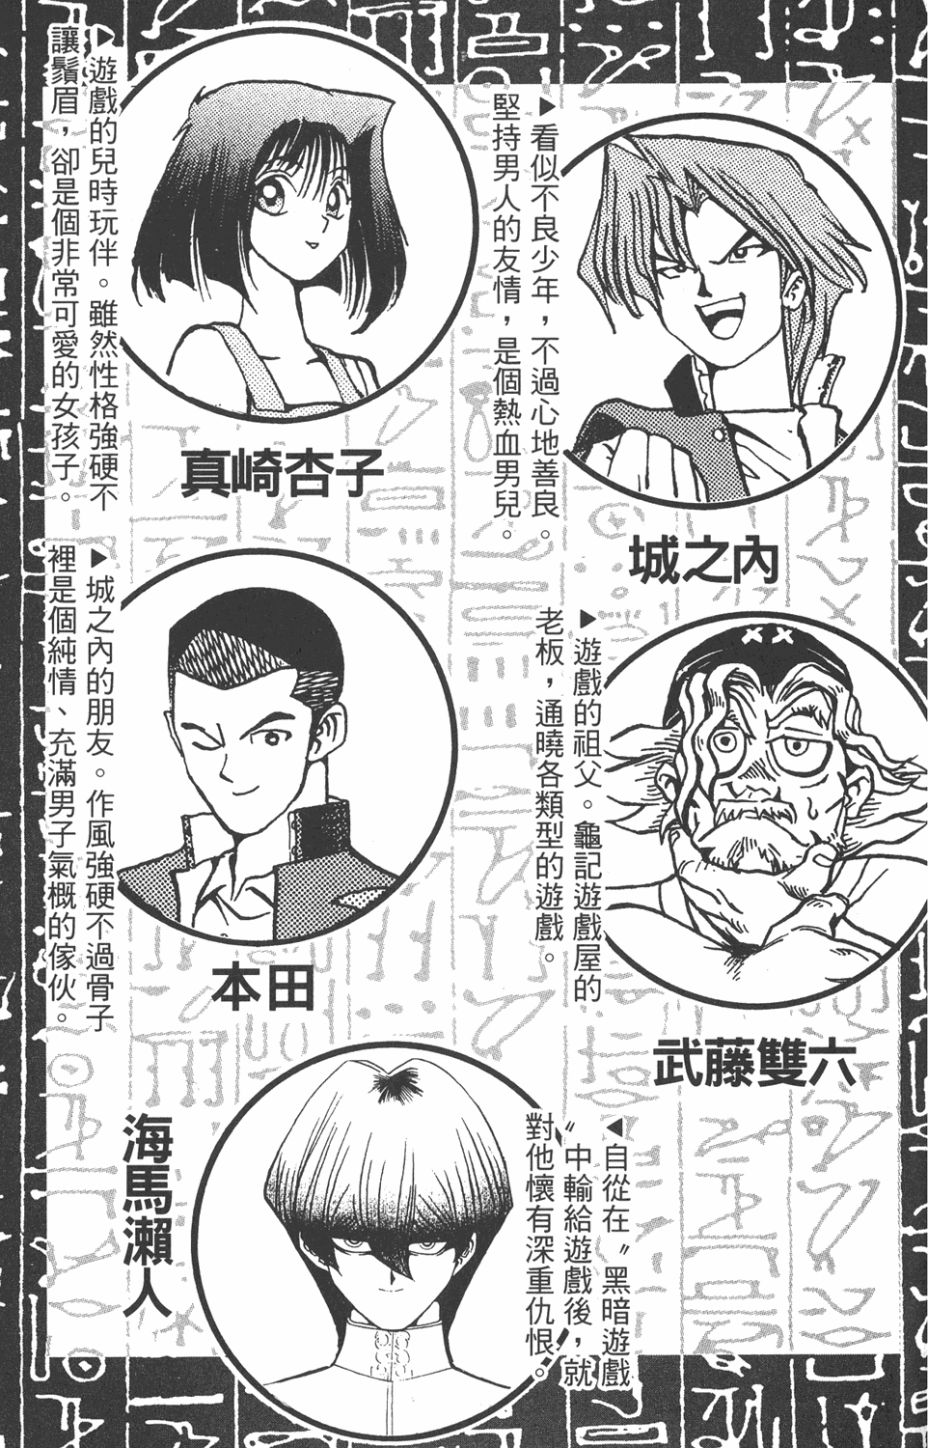 ▶看似不良少年，不過心地善良。
堅持男人的友情，是個熱血男兒。
城之內
▶遊戲的兒時玩伴。雖然性格強硬不
讓鬚眉，卻是個非常可愛的女孩子。
真崎杏子
▶遊戲的祖父。龜記遊戲屋的
老板，通曉各類型的遊戲。
武藤雙六
▶城之內的朋友。作風強硬不過骨子
裡是個純情、充滿男子氣概的傢伙。
本田
◀自從在〝黑暗遊戲
〞中輸給遊戲後，就
對他懷有深重仇恨。
海馬瀨人